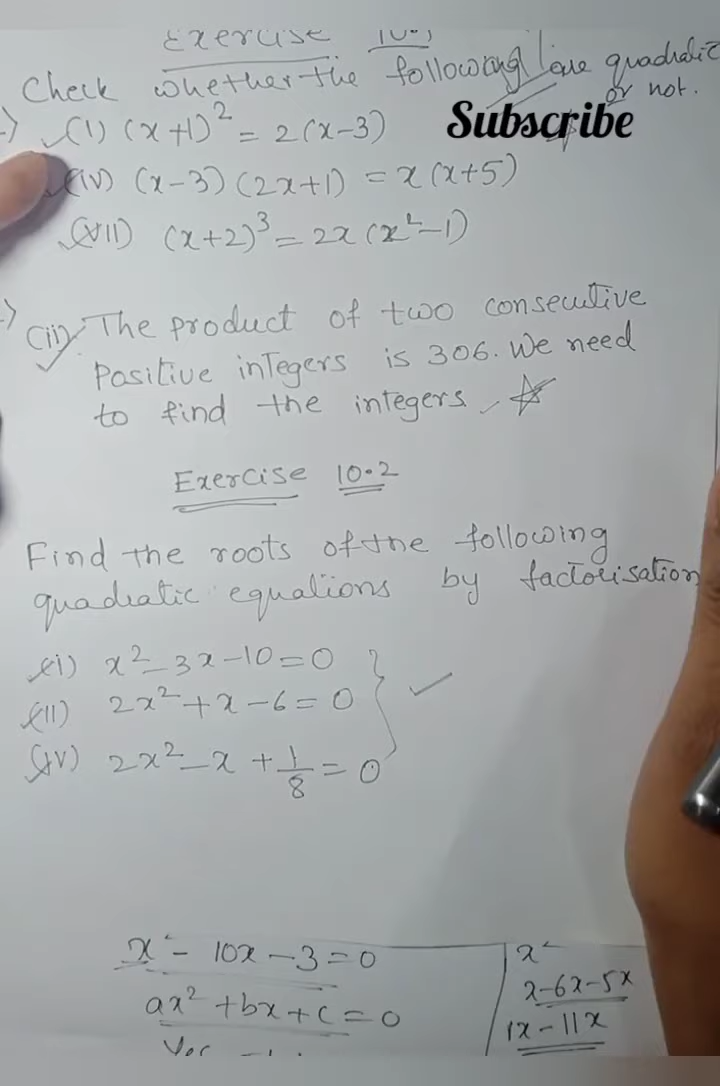 Exercise 10.1
Check whether the following are quadratic
or not.
Subscribe
(i) (x+1)² = 2(x-3)
(iv) (x-3)(2x+1) = x(x+5)
(VII) (x+2)³ = 2x(x²-1)
(ii) The product of two consecutive
positive integers is 306. We need
to find the integers
Exercise 10.2
Find the roots of the following
quadratic equations by factorisation
(i) x²-3x-10=0
(II) 2x²+x-6=0
(iv) 2x²-x+1/8=0
x²-10x-3=0
ax²+bx+c=0
x²
x-6x-5x
1x-11x